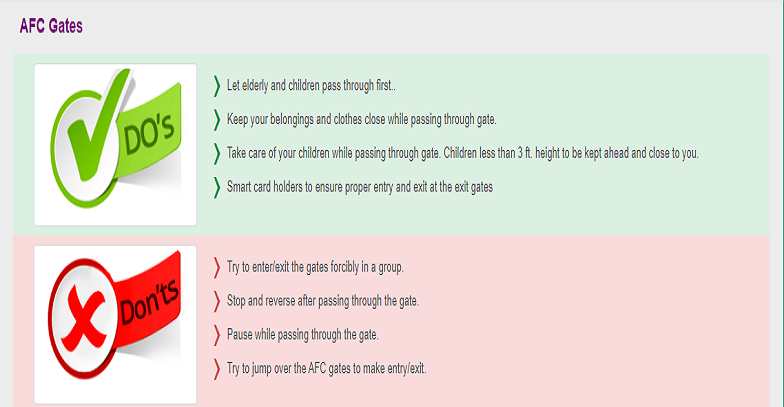 AFC Gates
DO's
Let elderly and children pass through first..
Keep your belongings and clothes close while passing through gate.
Take care of your children while passing through gate. Children less than 3 ft. height to be kept ahead and close to you.
Smart card holders to ensure proper entry and exit at the exit gates
Don'ts
Try to enter/exit the gates forcibly in a group.
Stop and reverse after passing through the gate.
Pause while passing through the gate.
Try to jump over the AFC gates to make entry/exit.